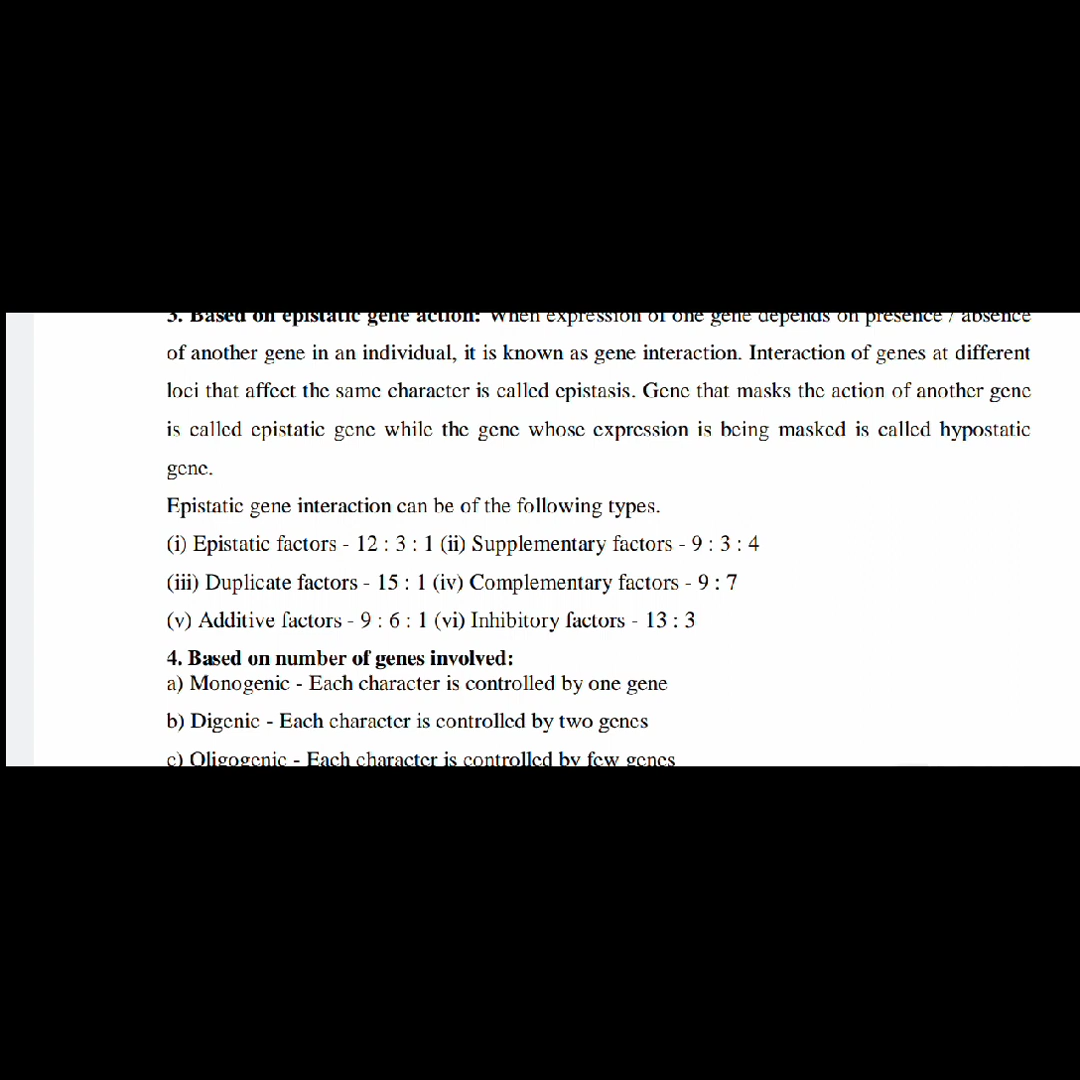 3. Based on epistatic gene action: When expression of one gene depends on presence / absence
of another gene in an individual, it is known as gene interaction. Interaction of genes at different
loci that affect the same character is called epistasis. Gene that masks the action of another gene
is called epistatic gene while the gene whose expression is being masked is called hypostatic
gene.
Epistatic gene interaction can be of the following types.
(i) Epistatic factors - 12 : 3 : 1 (ii) Supplementary factors - 9 : 3 : 4
(iii) Duplicate factors - 15 : 1 (iv) Complementary factors - 9 : 7
(v) Additive factors - 9 : 6 : 1 (vi) Inhibitory factors - 13 : 3
4. Based on number of genes involved:
a) Monogenic - Each character is controlled by one gene
b) Digenic - Each character is controlled by two genes
c) Oligogenic - Each character is controlled by few genes